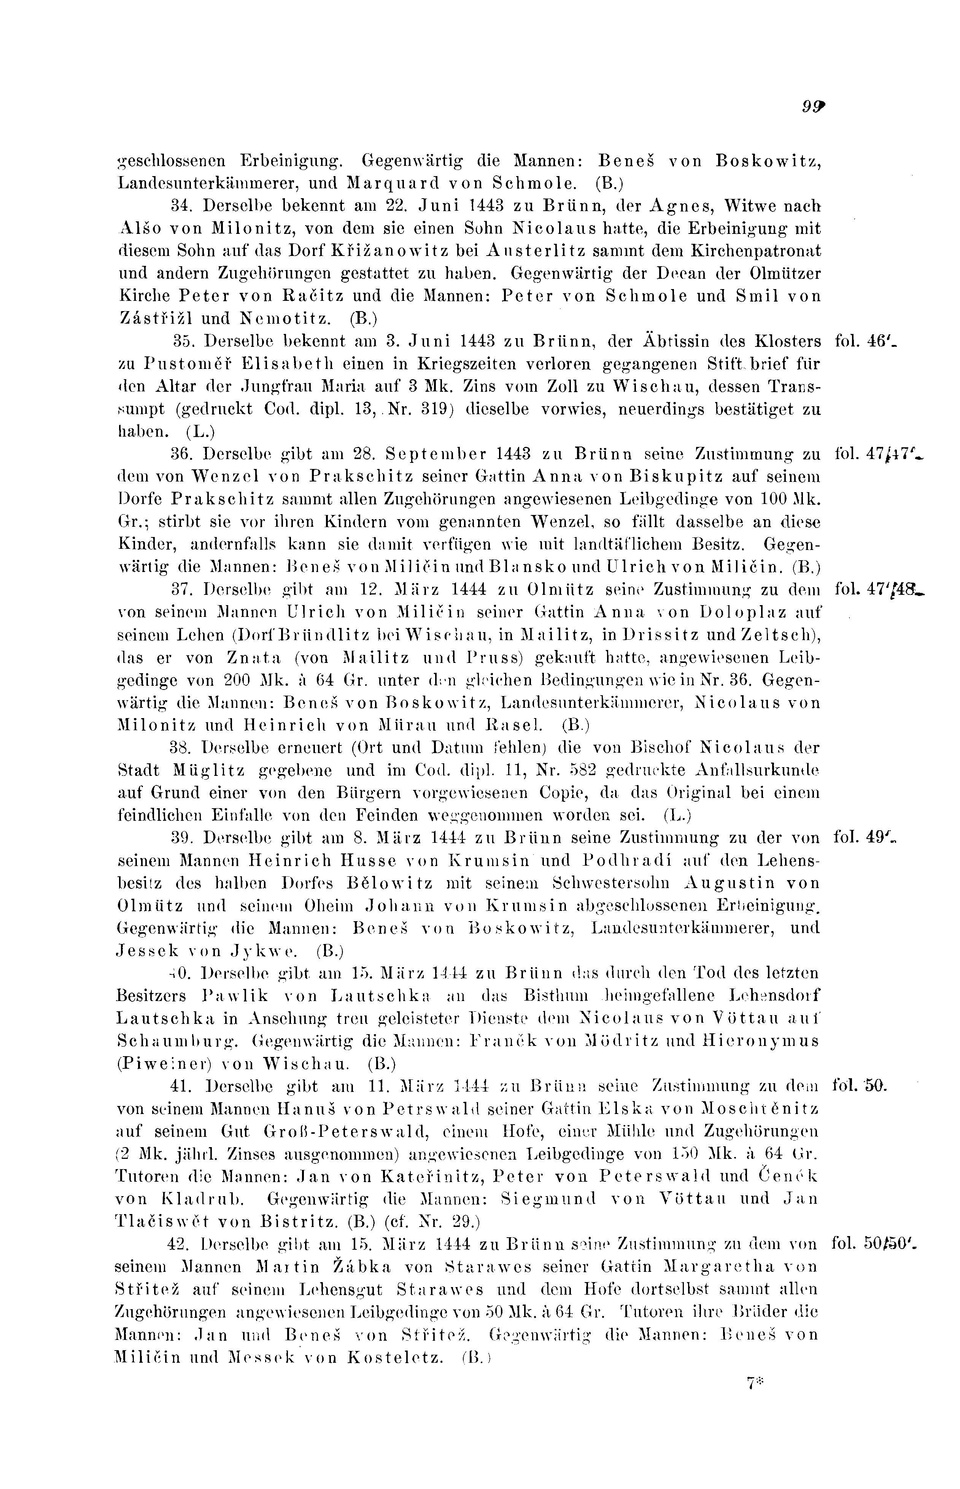 99
geschlossenen Erbeinigung. Gegenwärtig die Mannen: Beneš von Boskowitz,
Landesunterkämmerer, und Marquard von Schmole. (B.)
34. Derselbe bekennt am 22. Juni 1443 zu Brünn, der Agnes, Witwe nach
Alšo von Milonitz, von dem sie einen Sohn Nicolaus hatte, die Erbeinigung mit
diesem Sohn auf das Dorf Křižanowitz bei Austerlitz sammt dem Kirchenpatronat
und andern Zugehörungen gestattet zu haben. Gegenwärtig der Decan der Olmützer
Kirche Peter von Račitz und die Mannen: Peter von Schmole und Smil von
Zástřižl und Nemotitz. (B.)
35. Derselbe bekennt am 3. Juni 1443 zu Brünn, der Äbtissin des Klosters fol. 46'.
zu Pustoměř Elisabeth einen in Kriegszeiten verloren gegangenen Stiftbrief für
den Altar der Jungfrau Maria auf 3 Mk. Zins vom Zoll zu Wischau, dessen Trans-
sumpt (gedruckt Cod. dipl. 13, Nr. 319) dieselbe vorwies, neuerdings bestätiget zu
haben. (L.)
36. Derselbe gibt am 28. September 1443 zu Brünn seine Zustimmung zu fol. 47/47'.
dem von Wenzel von Prakschitz seiner Gattin Anna von Biskupitz auf seinem
Dorfe Prakschitz sammt allen Zugehörungen angewiesenen Leibgedinge von 100 Mk.
Gr.; stirbt sie vor ihren Kindern vom genannten Wenzel, so fällt dasselbe an diese
Kinder, andernfalls kann sie damit verfügen wie mit landtäflichem Besitz. Gegen-
wärtig die Mannen: Beneš von Miličin und Blansko und Ulrich von Miličin. (B.)
37. Derselbe gibt am 12. März 1444 zu Olmütz seine Zustimmung zu dem fol. 47'/48.
von seinem Mannen Ulrich von Miličin seiner Gattin Anna von Doloplaz auf
seinem Lehen (Dorf Bründlitz bei Wischau, in Mailitz, in Drissitz und Zeltsch),
das er von Znata (von Mailitz und Pruss) gekauft hatte, angewiesenen Leib-
gedinge von 200 Mk. à 64 Gr. unter den gleichen Bedingungen wie in Nr. 36. Gegen-
wärtig die Mannen: Beneš von Boskowitz, Landesunterkämmerer, Nicolaus von
Milonitz und Heinrich von Mürau und Rasel. (B.)
38. Derselbe erneuert (Ort und Datum fehlen) die von Bischof Nicolaus der
Stadt Müglitz gegebene und im Cod. dipl. 11, Nr. 582 gedruckte Anfallsurkunde
auf Grund einer von den Bürgern vorgewiesenen Copie, da das Original bei einem
feindlichen Einfalle von den Feinden weggenommen worden sei. (L.)
39. Derselbe gibt am 8. März 1444 zu Brünn seine Zustimmung zu der von fol. 49'.
seinem Mannen Heinrich Husse von Krumsin und Podhradí auf den Lehens-
besitz des halben Dorfes Bělowitz mit seinem Schwestersohn Augustin von
Olmütz und seinem Oheim Johann von Krumsin abgeschlossenen Erbeinigung.
Gegenwärtig die Mannen: Beneš von Boskowitz, Landesunterkämmerer, und
Jessek von Jykwe. (B.)
40. Derselbe gibt am 15. März 1444 zu Brünn das durch den Tod des letzten
Besitzers Pawlik von Lautschka an das Bisthum heimgefallene Lehensdorf
Lautschka in Ansehung treu geleisteter Dienste dem Nicolaus von Vöttau auf
Schaumburg. Gegenwärtig die Mannen: Franěk von Mödritz und Hieronymus
(Piweiner) von Wischau. (B.)
41. Derselbe gibt am 11. März 1444 zu Brünn seine Zustimmung zu dem fol. 50.
von seinem Mannen Hanuš von Petrswald seiner Gattin Elska von Moschtěnitz
auf seinem Gut Groß-Peterswald, einem Hofe, einer Mühle und Zugehörungen
(2 Mk. jährl. Zinses ausgenommen) angewiesenen Leibgedinge von 150 Mk. à 64 Gr.
Tutoren die Mannen: Jan von Kateřinitz, Peter von Peterswald und Čeněk
von Kladrub. Gegenwärtig die Mannen: Siegmund von Vöttau und Jan
Tlačiswět von Bistritz. (B.) (cf. Nr. 29.)
42. Derselbe gibt am 15. März 1444 zu Brünn seine Zustimmung zu dem von fol. 50/50'.
seinem Mannen Martin Žábka von Starawes seiner Gattin Margaretha von
Střítež auf seinem Lehensgut Starawes und dem Hofe dortselbst sammt allen
Zugehörungen angewiesenen Leibgedinge von 50 Mk. à 64 Gr. Tutoren ihre Brüder die
Mannen: Jan und Beneš von Střítež. Gegenwärtig die Mannen: Beneš von
Miličin und Messek von Kosteletz. (B.)
7*